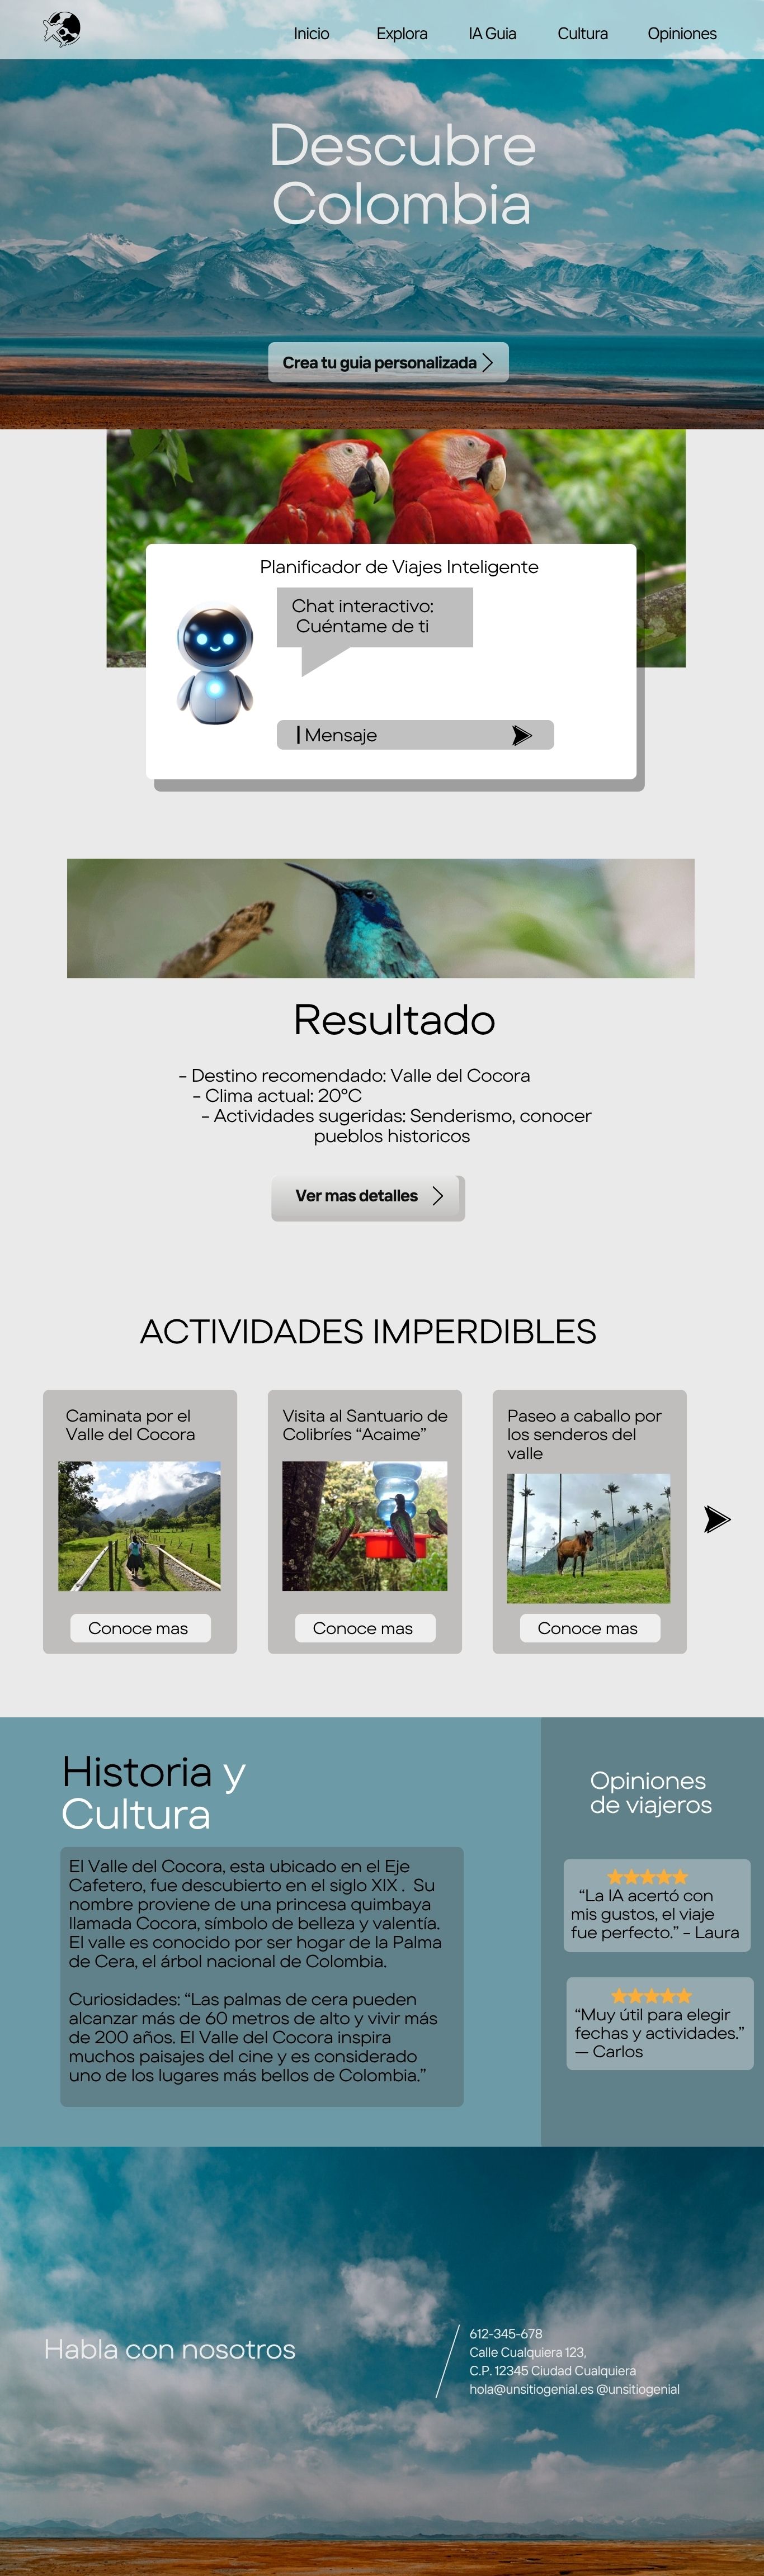 Inicio
Explora
IA Guia
Cultura
Opiniones
Descubre
Colombia
Crea tu guia personalizada
Planificador de Viajes Inteligente
Chat interactivo:
Cuéntame de ti
Mensaje
Resultado
- Destino recomendado: Valle del Cocora
- Clima actual: 20°C
- Actividades sugeridas: Senderismo, conocer
pueblos historicos
Ver mas detalles
ACTIVIDADES IMPERDIBLES
Caminata por el
Valle del Cocora
Conoce mas
Visita al Santuario de
Colibríes “Acaime”
Conoce mas
Paseo a caballo por
los senderos del
valle
Conoce mas
Historia y
Cultura
El Valle del Cocora, esta ubicado en el Eje
Cafetero, fue descubierto en el siglo XIX . Su
nombre proviene de una princesa quimbaya
llamada Cocora, símbolo de belleza y valentía.
El valle es conocido por ser hogar de la Palma
de Cera, el árbol nacional de Colombia.
Curiosidades: “Las palmas de cera pueden
alcanzar más de 60 metros de alto y vivir más
de 200 años. El Valle del Cocora inspira
muchos paisajes del cine y es considerado
uno de los lugares más bellos de Colombia.”
Opiniones
de viajeros
“La IA acertó con
mis gustos, el viaje
fue perfecto.” – Laura
“Muy útil para elegir
fechas y actividades.”
— Carlos
Habla con nosotros
612-345-678
Calle Cualquiera 123,
C.P. 12345 Ciudad Cualquiera
hola@unsitiogenial.es @unsitiogenial